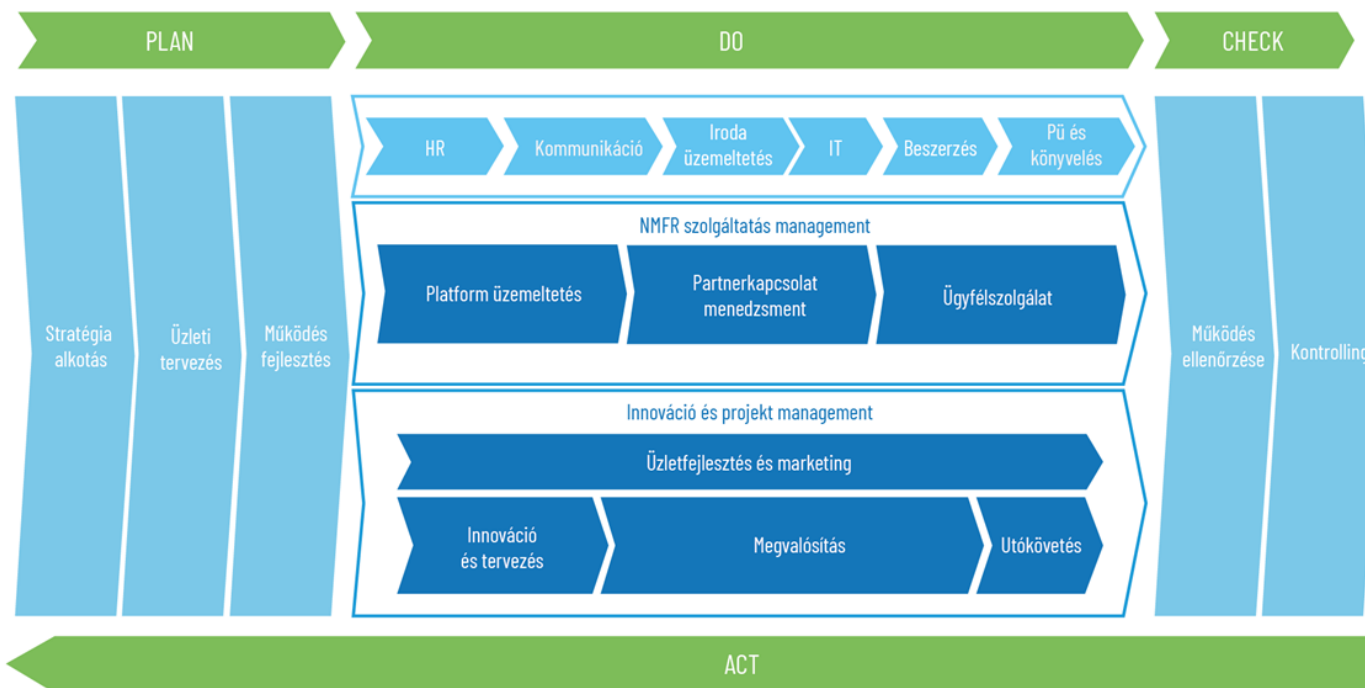 PLAN
DO
CHECK
HR
Kommunikáció
Iroda
üzemeltetés
IT
Beszerzés
Pü és
könyvelés
NMFR szolgáltatás management
Platform üzemeltetés
Partnerkapcsolat
menedzsment
Ügyfélszolgálat
Stratégia
alkotás
Üzleti
tervezés
Működés
fejlesztés
Működés
ellenőrzése
Kontrolling
Innováció és projekt management
Üzletfejlesztés és marketing
Innováció
és tervezés
Megvalósítás
Utókövetés
ACT